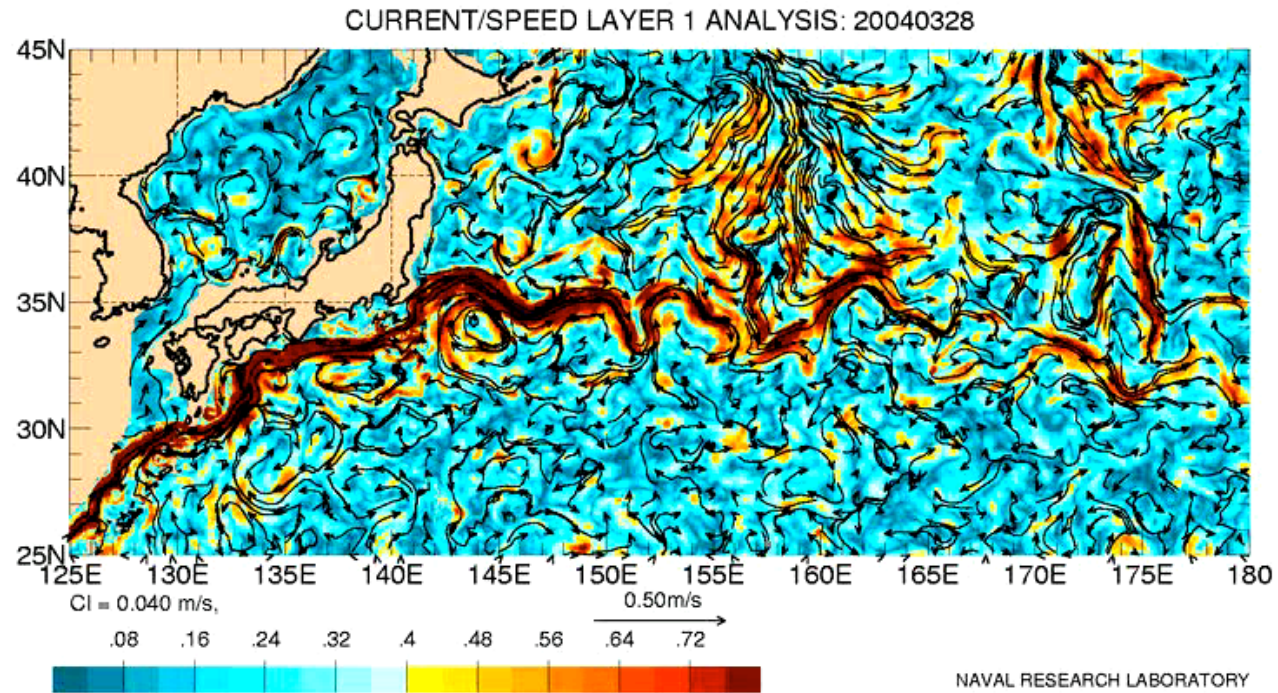 CURRENT/SPEED LAYER 1 ANALYSIS: 20040328
45N
40N
35N
30N
25N
125E 130E 135E 140E 145E 150E 155E 160E 165E 170E 175E 180
CI = 0.040 m/s,
0.50m/s
.08 .16 .24 .32 .4 .48 .56 .64 .72
NAVAL RESEARCH LABORATORY